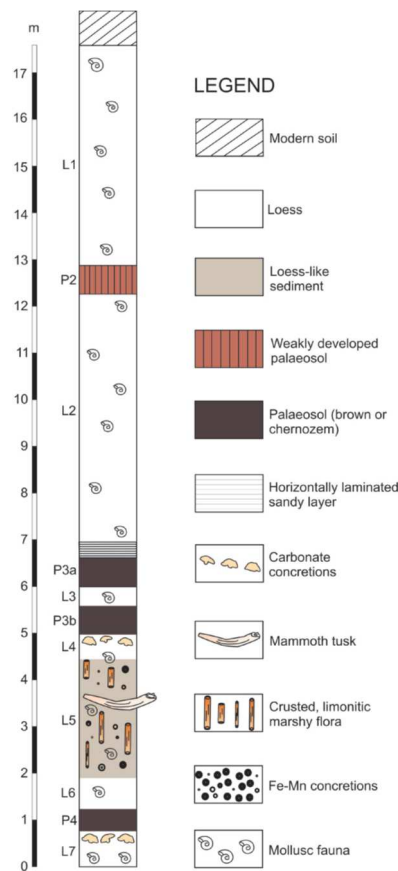 m
17
16
15
14
13
12
11
10
9
8
7
6
5
4
3
2
1
0
L1
P2
L2
P3a
L3
P3b
L4
L5
L6
P4
L7
LEGEND
Modern soil
Loess
Loess-like
sediment
Weakly developed
palaeosol
Palaeosol (brown or
chernozem)
Horizontally laminated
sandy layer
Carbonate
concretions
Mammoth tusk
Crusted, limonitic
marshy flora
Fe-Mn concretions
Mollusc fauna